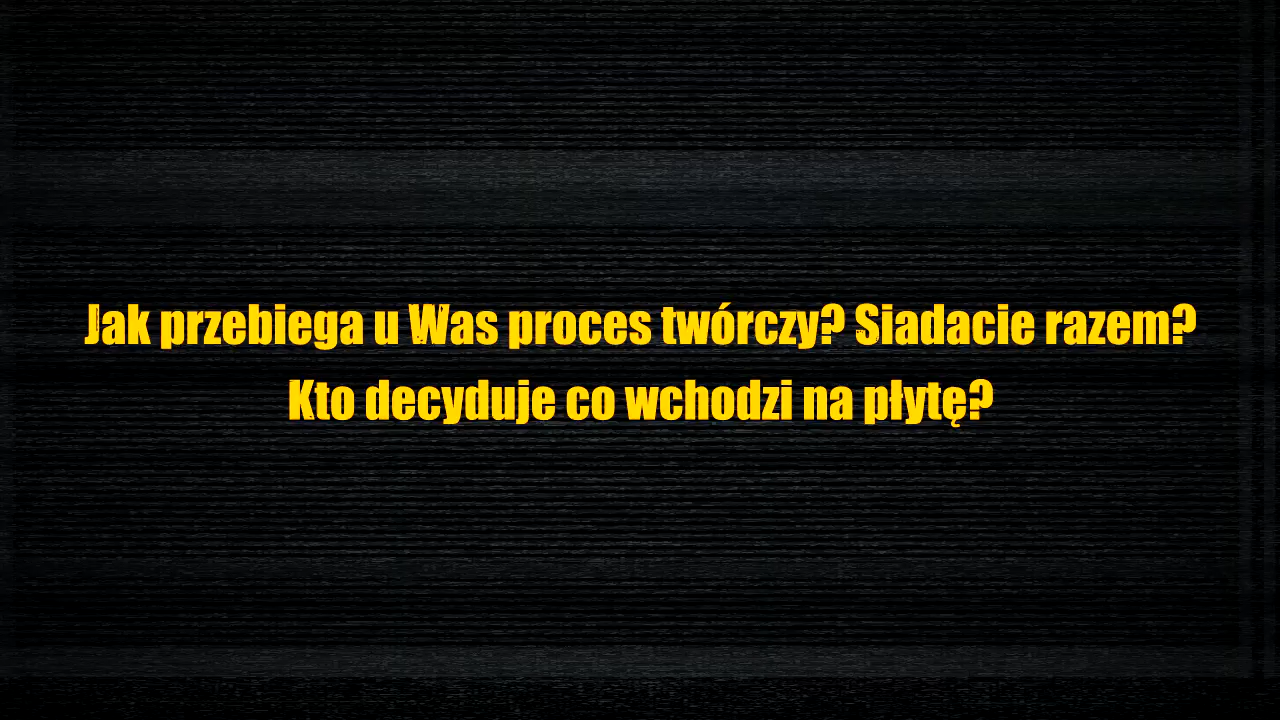 Jak przebiega u Was proces twórczy? Siadacie razem?
Kto decyduje co wchodzi na płytę?